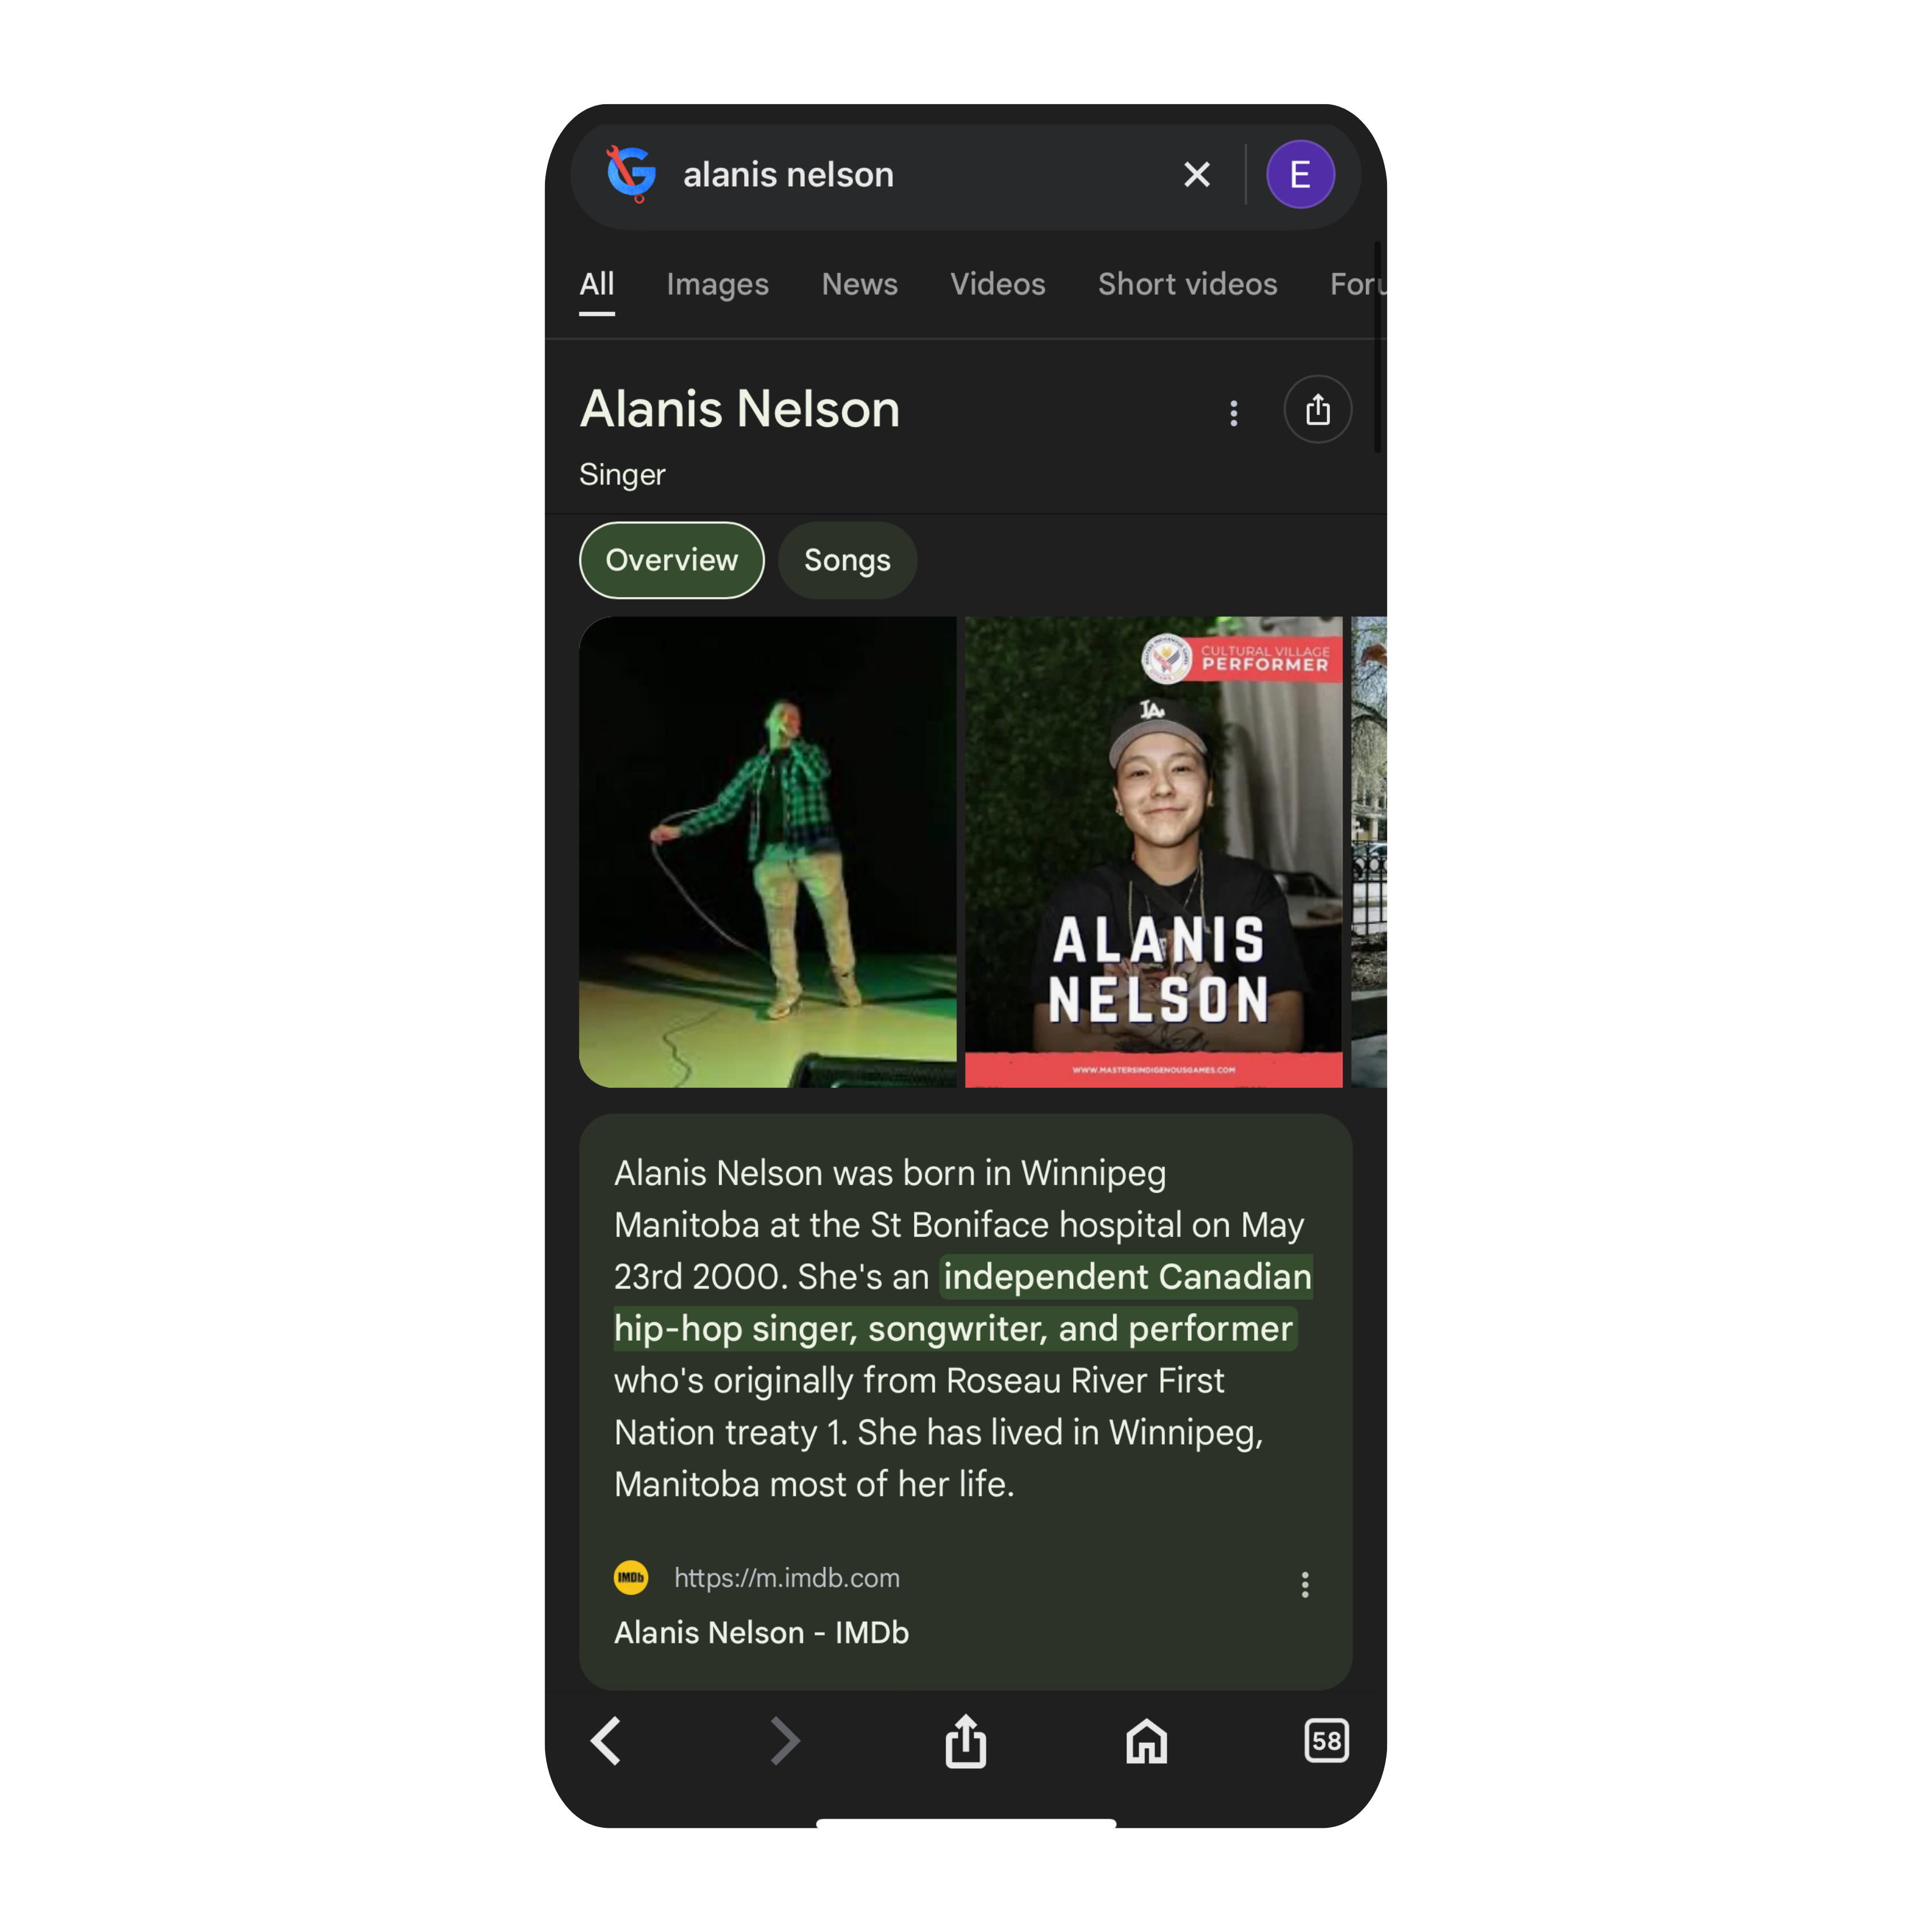 alanis nelson
E
All Images News Videos Short videos Foru
Alanis Nelson
Singer
Overview Songs
CULTURAL VILLAGE
PERFORMER
LA
ALANIS
NELSON
WWW.MASTERSINDIGENOUSGAMES.COM
Alanis Nelson was born in Winnipeg
Manitoba at the St Boniface hospital on May
23rd 2000. She's an independent Canadian
hip-hop singer, songwriter, and performer
who's originally from Roseau River First
Nation treaty 1. She has lived in Winnipeg,
Manitoba most of her life.
IMDb https://m.imdb.com
Alanis Nelson - IMDb
58